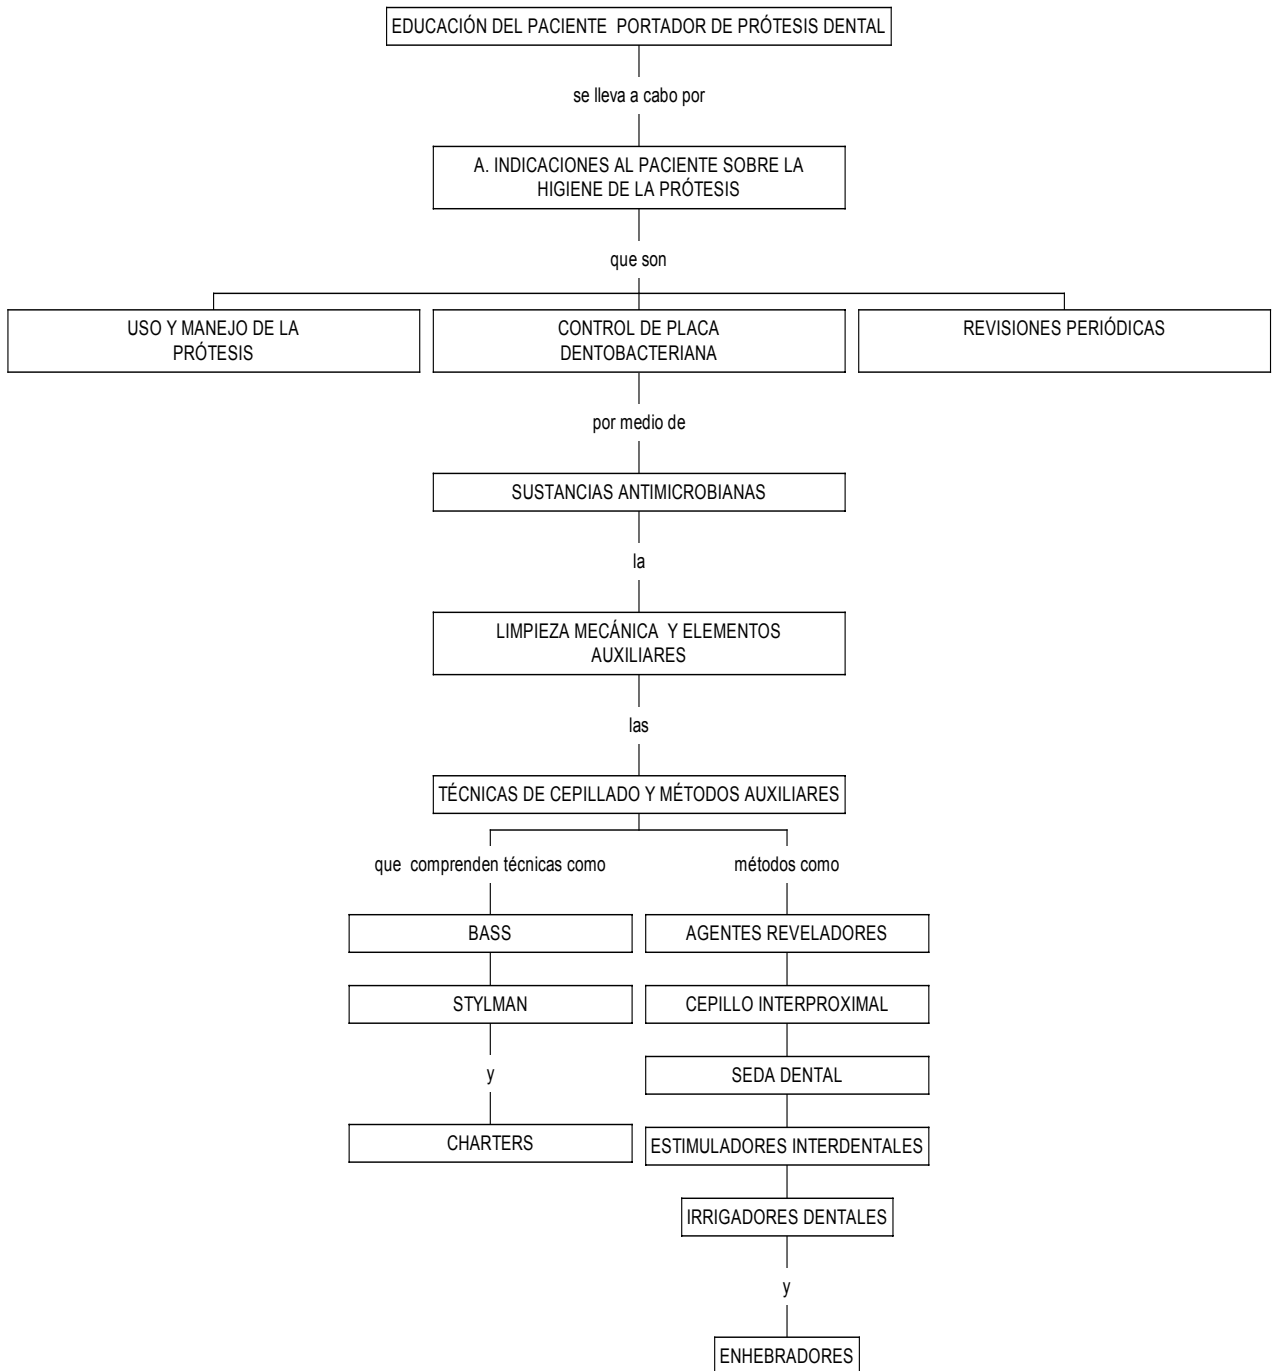 EDUCACIÓN DEL PACIENTE PORTADOR DE PRÓTESIS DENTAL
se lleva a cabo por
A. INDICACIONES AL PACIENTE SOBRE LA
HIGIENE DE LA PRÓTESIS
que son
USO Y MANEJO DE LA
PRÓTESIS
CONTROL DE PLACA
DENTOBACTERIANA
REVISIONES PERIÓDICAS
por medio de
SUSTANCIAS ANTIMICROBIANAS
la
LIMPIEZA MECÁNICA Y ELEMENTOS
AUXILIARES
las
TÉCNICAS DE CEPILLADO Y MÉTODOS AUXILIARES
que comprenden técnicas como
BASS
STYLMAN
y
CHARTERS
métodos como
AGENTES REVELADORES
CEPILLO INTERPROXIMAL
SEDA DENTAL
ESTIMULADORES INTERDENTALES
IRRIGADORES DENTALES
y
ENHEBRADORES